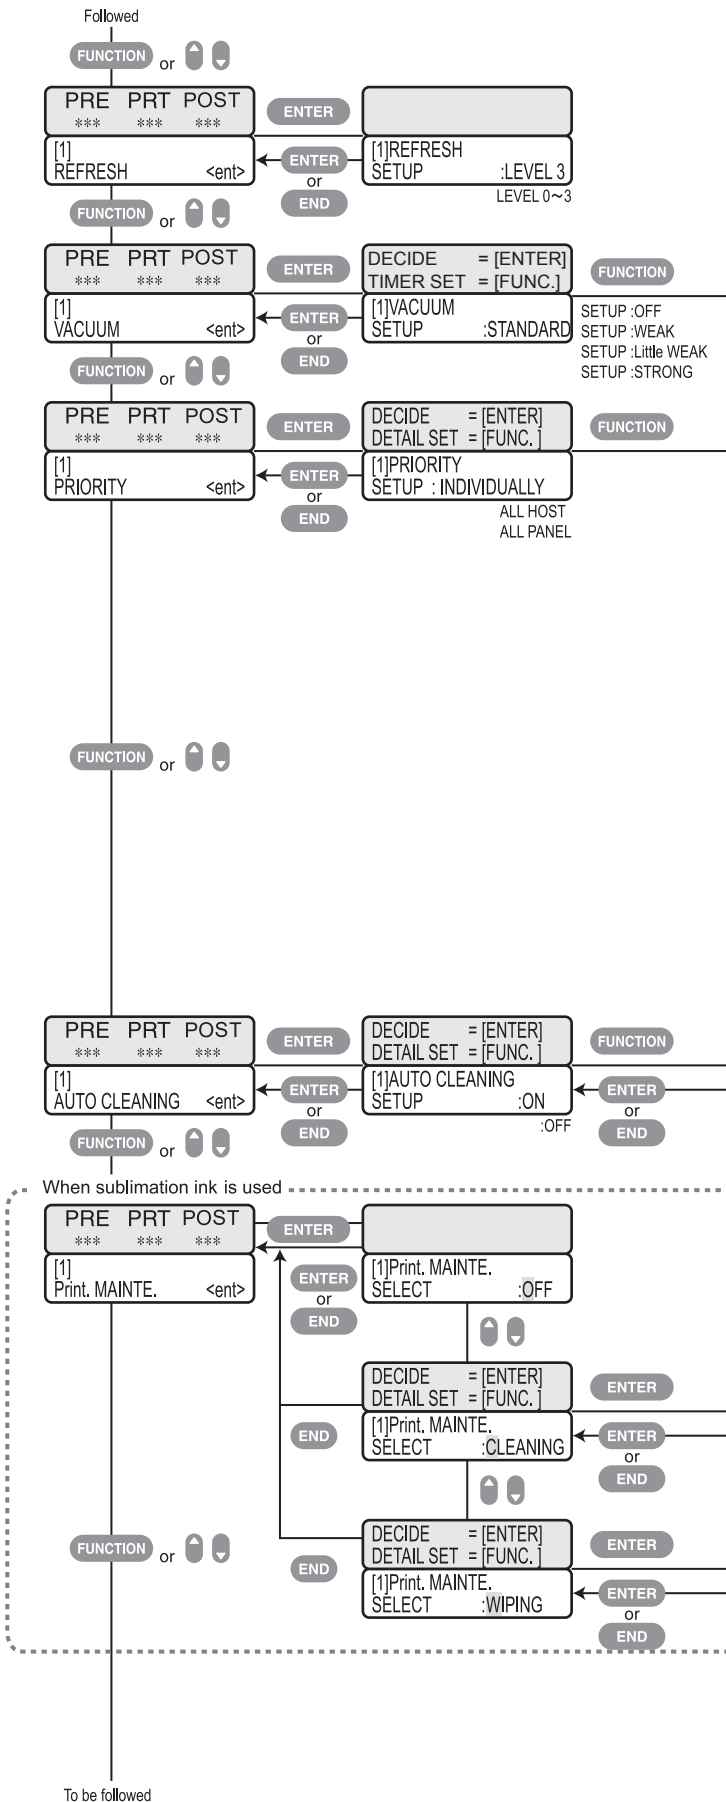 Followed
FUNCTION or
PRE PRT POST
*** *** ***
ENTER
[1]
REFRESH <ent>
ENTER
or
END
[1]REFRESH
SETUP :LEVEL 3
LEVEL 0~3
FUNCTION or
PRE PRT POST
*** *** ***
ENTER
DECIDE = [ENTER]
TIMER SET = [FUNC.]
FUNCTION
[1]
VACUUM <ent>
ENTER
or
END
[1]VACUUM
SETUP :STANDARD
SETUP :OFF
SETUP :WEAK
SETUP :Little WEAK
SETUP :STRONG
FUNCTION or
PRE PRT POST
*** *** ***
ENTER
DECIDE = [ENTER]
DETAIL SET = [FUNC. ]
FUNCTION
[1]
PRIORITY <ent>
ENTER
or
END
[1]PRIORITY
SETUP : INDIVIDUALLY
ALL HOST
ALL PANEL
FUNCTION or
PRE PRT POST
*** *** ***
ENTER
DECIDE = [ENTER]
DETAIL SET = [FUNC. ]
FUNCTION
[1]
AUTO CLEANING <ent>
ENTER
or
END
[1]AUTO CLEANING
SETUP :ON
:OFF
ENTER
or
END
FUNCTION or
When sublimation ink is used
PRE PRT POST
*** *** ***
ENTER
[1]
Print. MAINTE. <ent>
ENTER
or
END
[1]Print. MAINTE.
SELECT :OFF
DECIDE = [ENTER]
DETAIL SET = [FUNC. ]
ENTER
END
[1]Print. MAINTE.
SELECT :CLEANING
ENTER
or
END
FUNCTION or
DECIDE = [ENTER]
DETAIL SET = [FUNC. ]
ENTER
END
[1]Print. MAINTE.
SELECT :WIPING
ENTER
or
END
To be followed